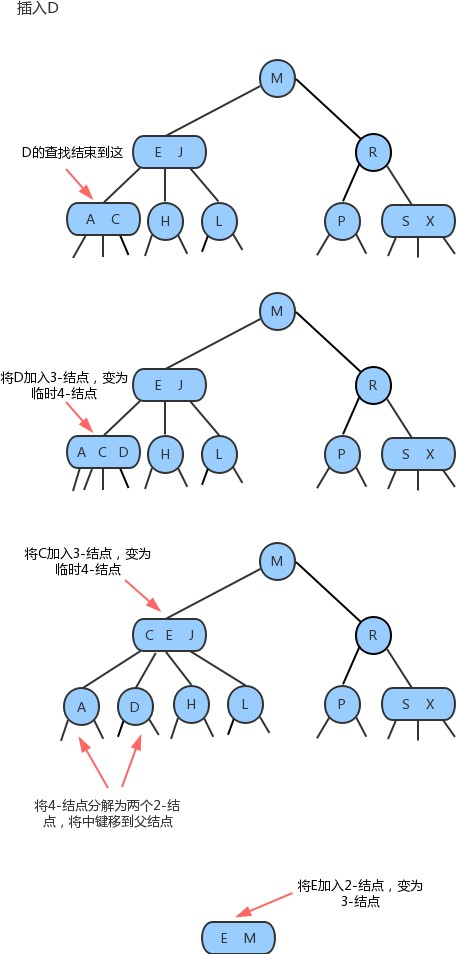 插入D
M
E J
R
D的查找结束到这
A C
H
L
P
S X
M
将D加入3-结点，变为
临时4-结点
E J
R
A C D
H
L
P
S X
将C加入3-结点，变为
临时4-结点
M
C E J
R
A
D
H
L
P
S X
将4-结点分解为两个2-结
点，将中键移到父结点
将E加入2-结点，变为
3-结点
E M